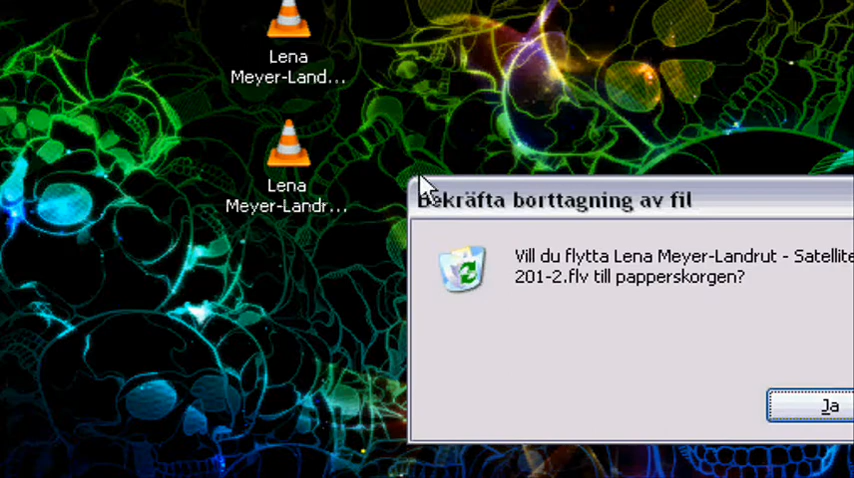 Lena
Meyer-Land...
Lena
Meyer-Landr...
Bekräfta borttagning av fil
Vill du flytta Lena Meyer-Landrut - Satellite
201-2.flv till papperskorgen?
Ja